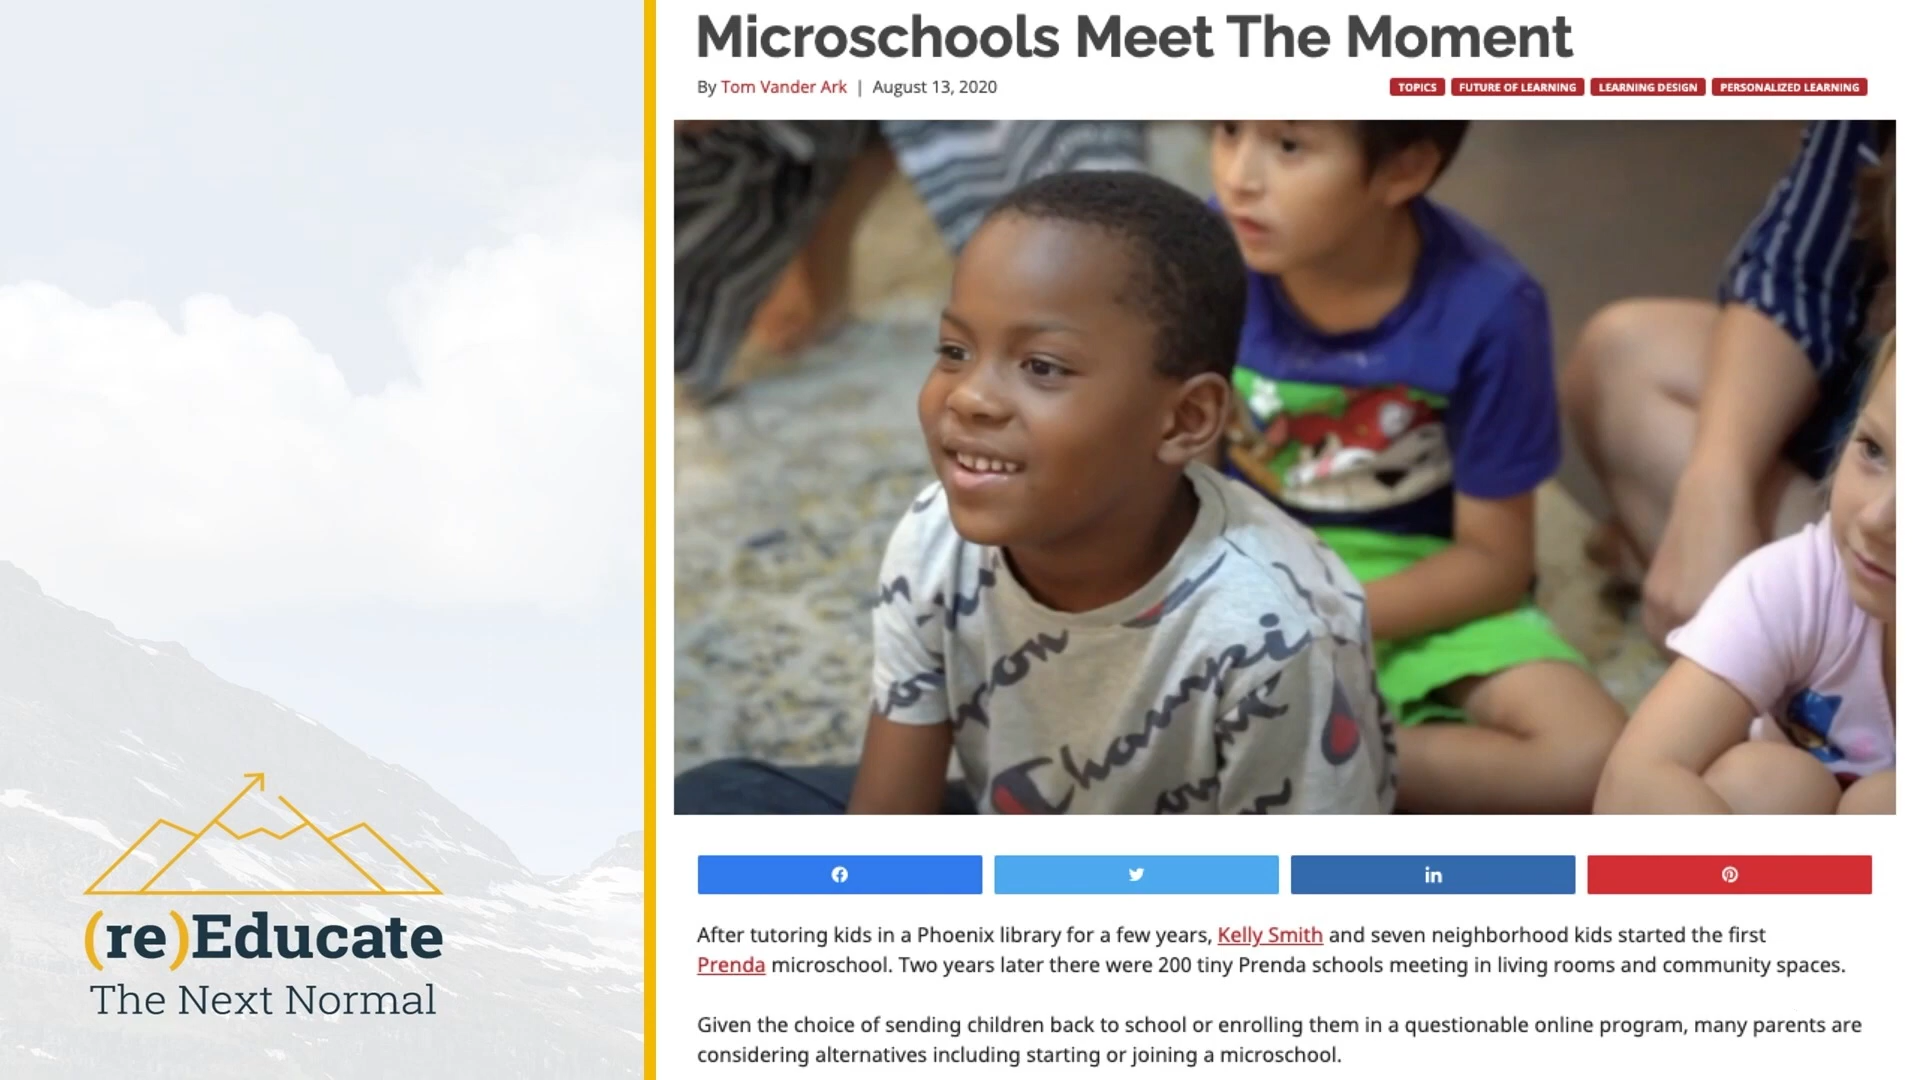 Microschools Meet The Moment
By Tom Vander Ark | August 13, 2020
TOPICS FUTURE OF LEARNING LEARNING DESIGN PERSONALIZED LEARNING
Champi
After tutoring kids in a Phoenix library for a few years, Kelly Smith and seven neighborhood kids started the first
Prenda microschool. Two years later there were 200 tiny Prenda schools meeting in living rooms and community spaces.
Given the choice of sending children back to school or enrolling them in a questionable online program, many parents are
considering alternatives including starting or joining a microschool.
(re)Educate
The Next Normal